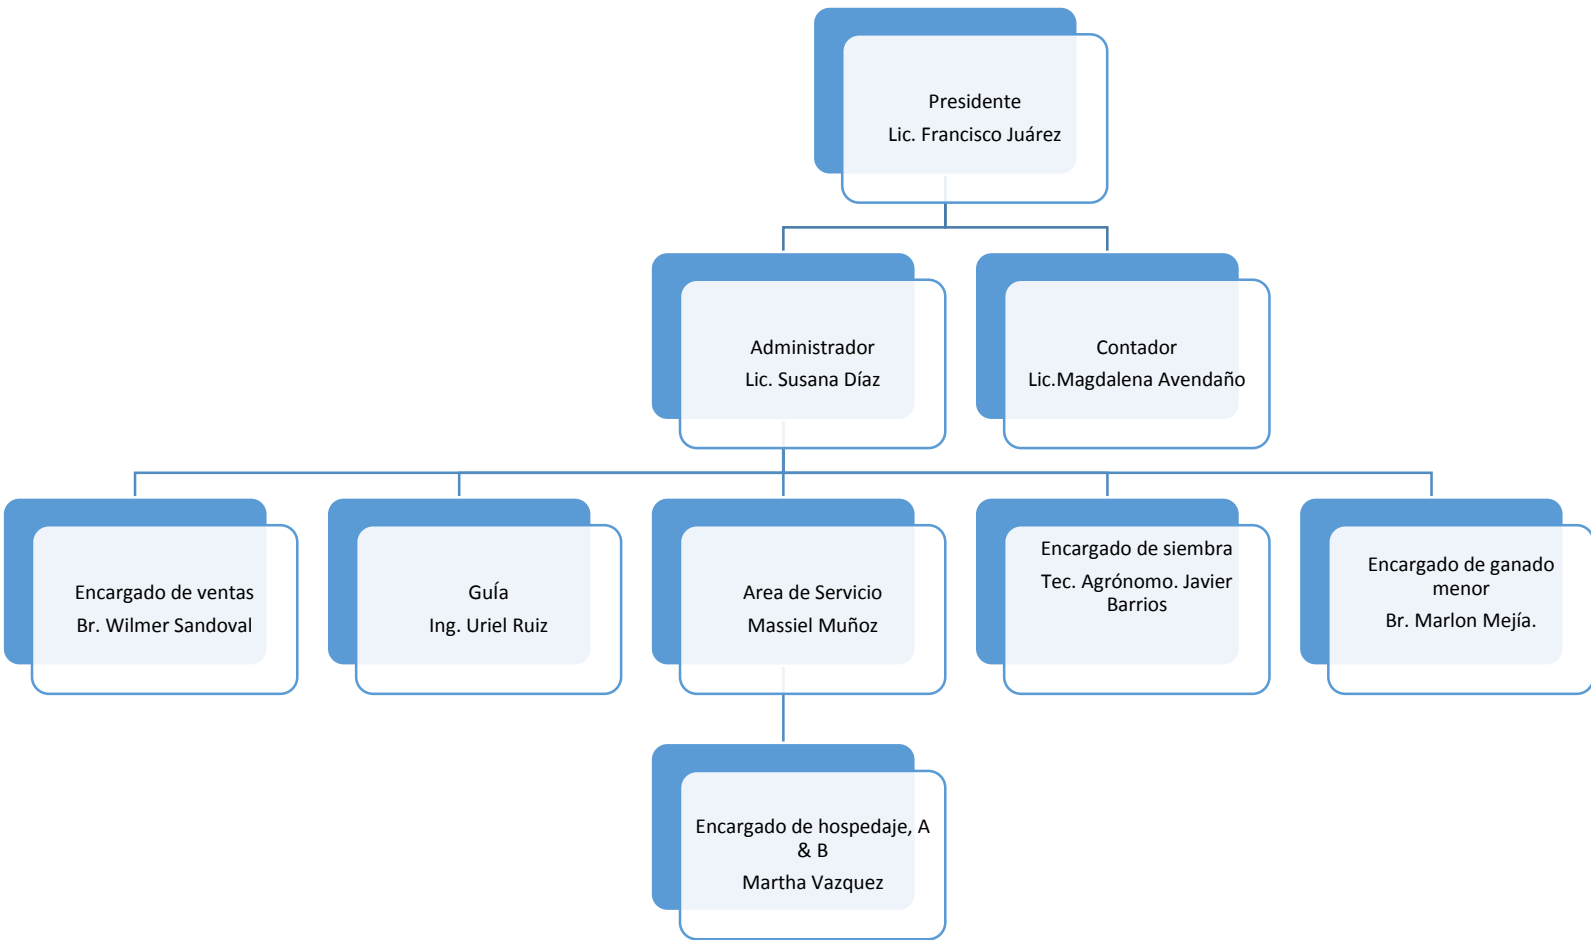 Presidente
Lic. Francisco Juárez
Administrador
Lic. Susana Díaz
Contador
Lic.Magdalena Avendaño
Encargado de ventas
Br. Wilmer Sandoval
GuÍa
Ing. Uriel Ruiz
Area de Servicio
Massiel Muñoz
Encargado de siembra
Tec. Agrónomo. Javier
Barrios
Encargado de ganado
menor
Br. Marlon Mejía.
Encargado de hospedaje, A
& B
Martha Vazquez